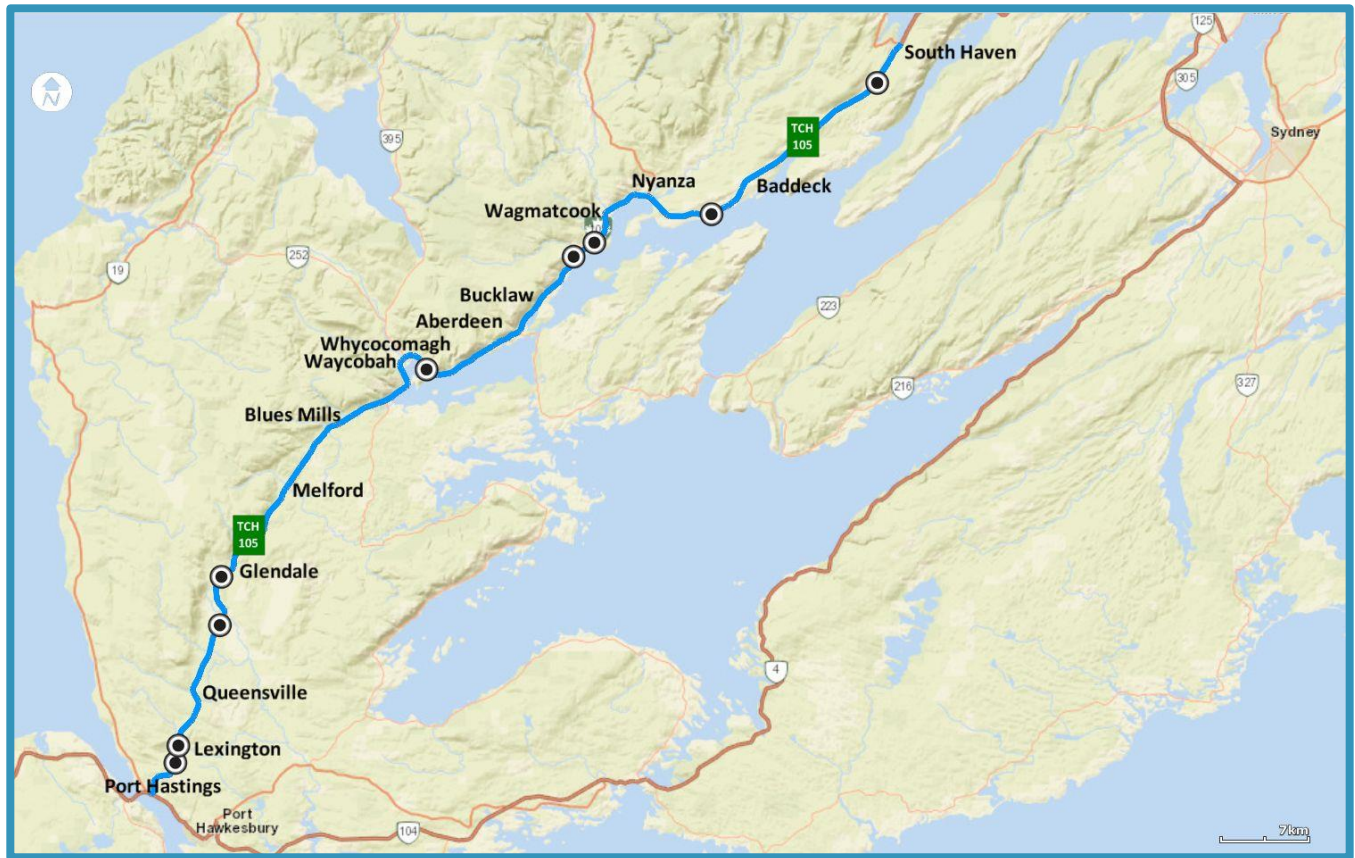 125
South Haven
N
305
TCH
105
Sydney
395
Nyanza
Baddeck
Wagmatcook
252
19
Bucklaw
223
Aberdeen
Whycocomagh
Waycobah
216
327
Blues Mills
Melford
TCH
105
Glendale
4
Queensville
Lexington
Port Hastings
Port
Hawkesbury
104
7km